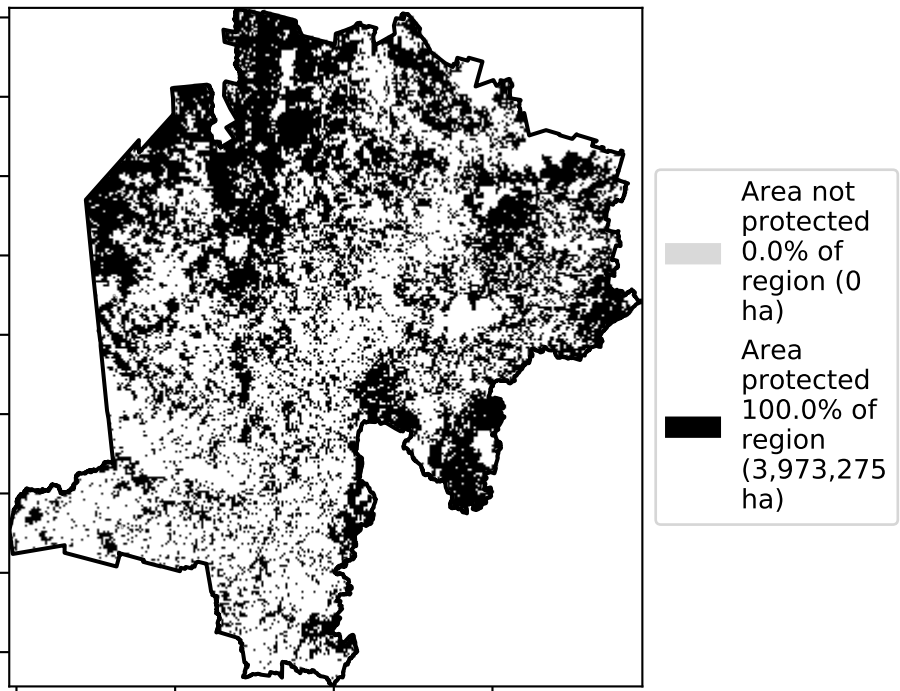 Area not
protected
0.0% of
region (0
ha)
Area
protected
100.0% of
region
(3,973,275
ha)